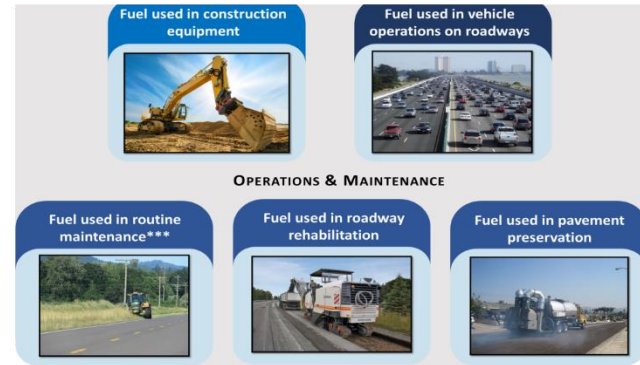 Fuel used in construction
equipment
Fuel used in vehicle
operations on roadways
OPERATIONS & MAINTENANCE
Fuel used in routine
maintenance***
Fuel used in roadway
rehabilitation
Fuel used in pavement
preservation